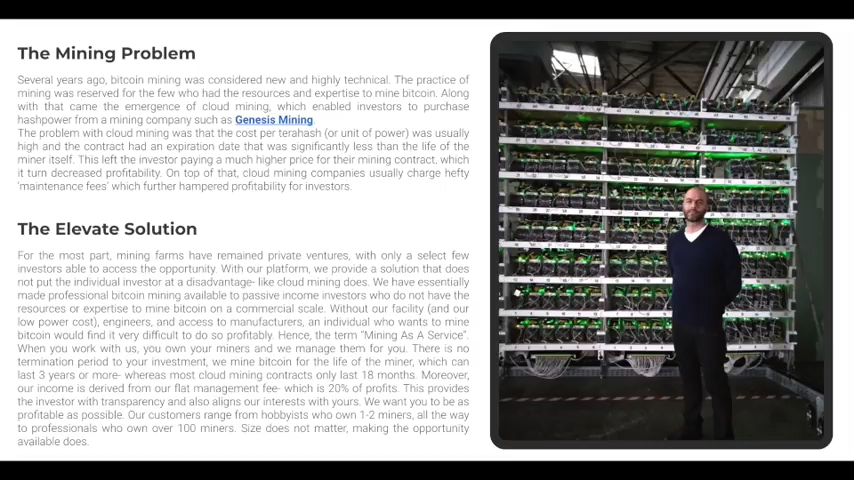 The Mining Problem
Several years ago, bitcoin mining was considered new and highly technical. The practice of
mining was reserved for the few who had the resources and expertise to mine bitcoin. Along
with that came the emergence of cloud mining, which enabled investors to purchase
hashpower from a mining company such as Genesis Mining.
The problem with cloud mining was that the cost per terahash (or unit of power) was usually
high and the contract had an expiration date that was significantly less than the life of the
miner itself. This left the investor paying a much higher price for their mining contract, which
it turn decreased profitability. On top of that, cloud mining companies usually charge hefty
'maintenance fees' which further hampered profitability for investors.
The Elevate Solution
For the most part, mining farms have remained private ventures, with only a select few
investors able to access the opportunity. With our platform, we provide a solution that does
not put the individual investor at a disadvantage- like cloud mining does. We have essentially
made professional bitcoin mining available to passive income investors who do not have the
resources or expertise to mine bitcoin on a commercial scale. Without our facility (and our
low power cost), engineers, and access to manufacturers, an individual who wants to mine
bitcoin would find it very difficult to do so profitably. Hence, the term "Mining As A Service".
When you work with us, you own your miners and we manage them for you. There is no
termination period to your investment, we mine bitcoin for the life of the miner, which can
last 3 years or more- whereas most cloud mining contracts only last 18 months. Moreover,
our income is derived from our flat management fee- which is 20% of profits. This provides
the investor with transparency and also aligns our interests with yours. We want you to be as
profitable as possible. Our customers range from hobbyists who own 1-2 miners, all the way
to professionals who own over 100 miners. Size does not matter, making the opportunity
available does.